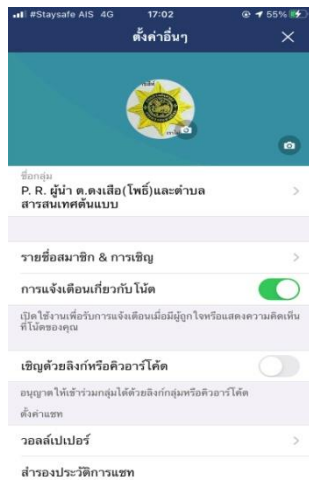 #Staysafe AIS 4G 17:02 55%
ตั้งค่าอื่นๆ
ชื่อกลุ่ม
P. R. ผู้นำ ต.ดงเสือ(โพธิ์)และตำบล
สารสนเทศต้นแบบ
รายชื่อสมาชิก & การเชิญ
การแจ้งเตือนเกี่ยวกับโน้ต
เปิดใช้งานเพื่อรับการแจ้งเตือนเมื่อมีผู้ถูกใจหรือแสดงความคิดเห็น
ที่โน้ตของคุณ
เชิญด้วยลิงก์หรือคิวอาร์โค้ด
อนุญาตให้เข้าร่วมกลุ่มได้ด้วยลิงก์กลุ่มหรือคิวอาร์โค้ด
ตั้งค่าแชท
วอลล์เปเปอร์
สำรองประวัติการแชท